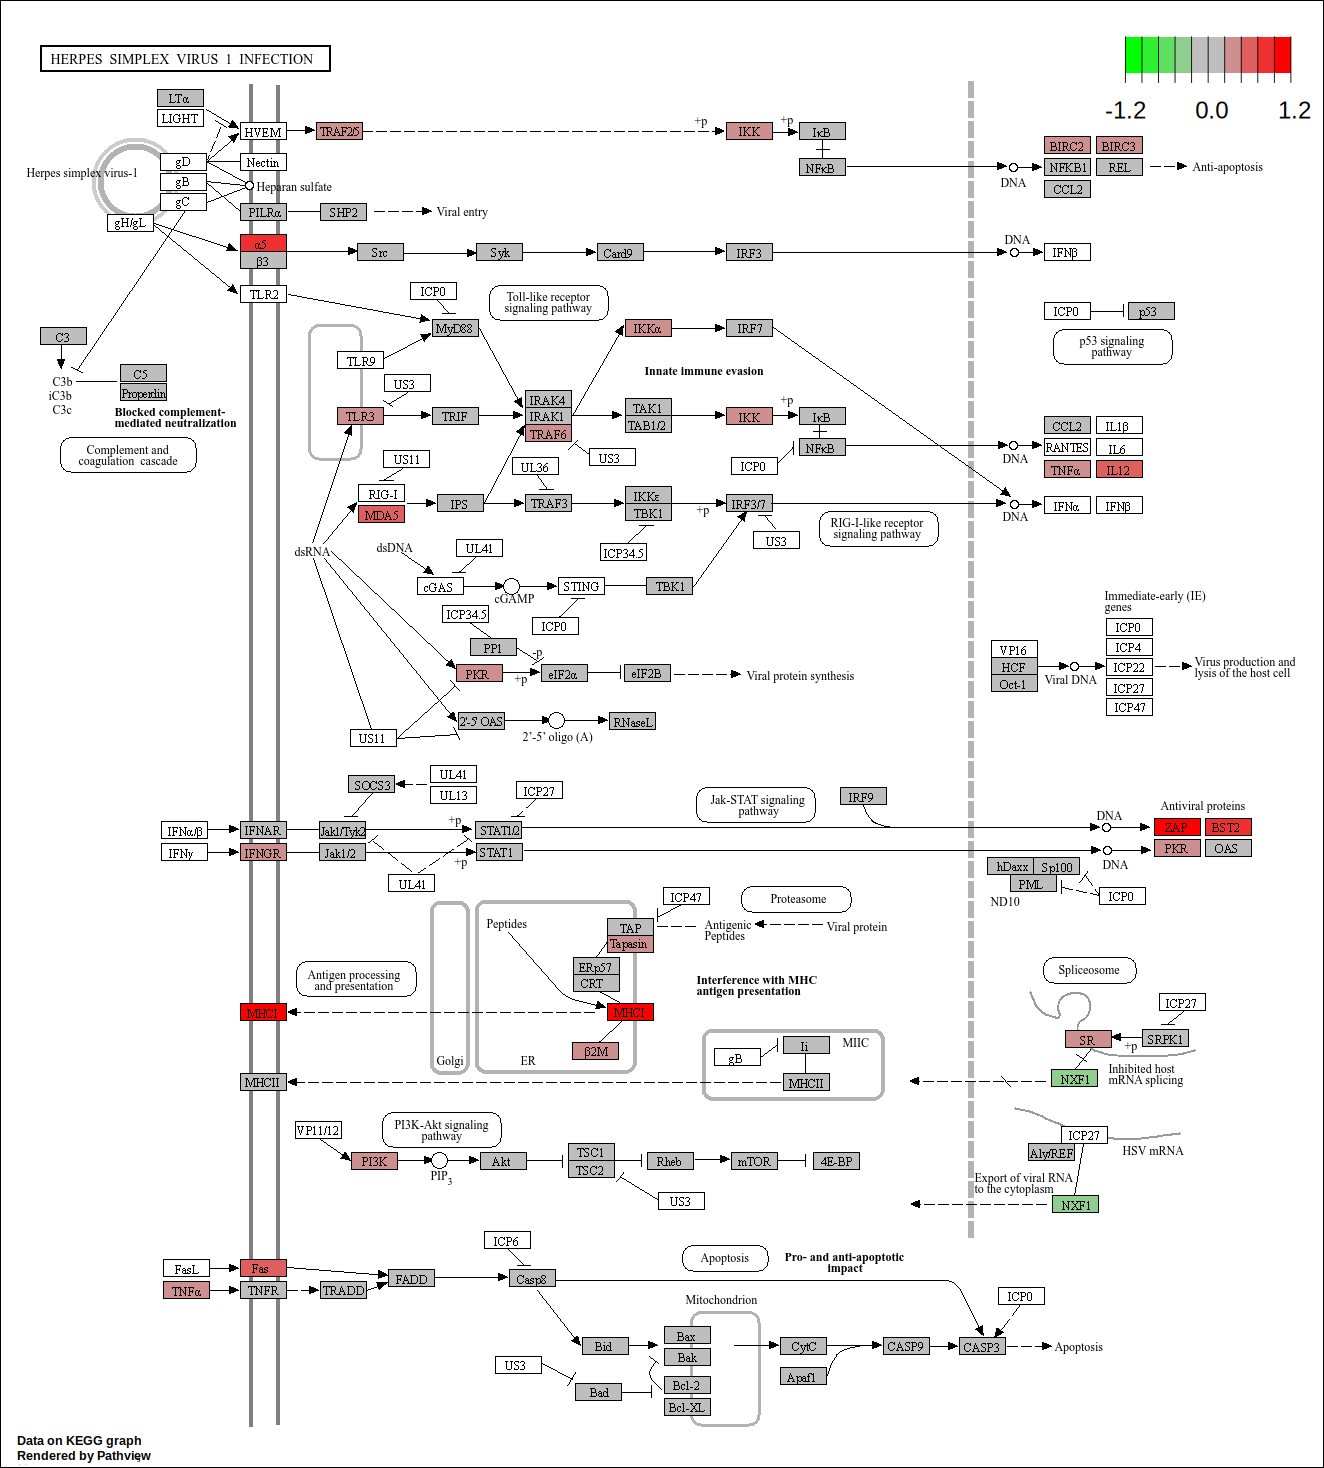 HERPES SIMPLEX VIRUS 1 INFECTION
-1.2 0.0 1.2
LTα
LIGHT
HVEM
TRAF2/5
+p
IKK
+p
IκB
NFκB
DNA
BIRC2 BIRC3
NFKB1 REL
CCL2
Anti-apoptosis
Herpes simplex virus-1
gD
gB
gC
gH/gL
Nectin
Heparan sulfate
PILRα
SHP2
Viral entry
α5
β3
Src
Syk
Card9
IRF3
DNA
IFNβ
TLR2
ICP0
Toll-like receptor
signaling pathway
MyD88
IKKα
IRF7
ICP0
p53
p53 signaling
pathway
C3
C3b
iC3b
C3c
C5
Properdin
Blocked complement-
mediated neutralization
Complement and
coagulation cascade
TLR9
US3
TLR3
TRIF
IRAK4
IRAK1
TRAF6
Innate immune evasion
TAK1
TAB1/2
IKK
+p
IκB
NFκB
ICP0
US3
DNA
CCL2 IL1β
RANTES IL6
TNFα IL12
US11
RIG-I
MDA5
IPS
UL36
TRAF3
IKKε
TBK1
+p
IRF3/7
ICP34.5
US3
RIG-I-like receptor
signaling pathway
DNA
IFNα IFNβ
dsRNA
dsDNA
UL41
cGAS
cGAMP
STING
TBK1
ICP0
ICP34.5
PP1
-p
PKR
+p
eIF2α
eIF2B
Viral protein synthesis
2'-5' OAS
2'-5' oligo (A)
RNaseL
US11
Immediate-early (IE)
genes
VP16
HCF
Oct-1
Viral DNA
ICP0
ICP4
ICP22
ICP27
ICP47
Virus production and
lysis of the host cell
SOCS3
UL41
UL13
ICP27
Jak-STAT signaling
pathway
IRF9
IFNα/β
IFNAR
Jak1/Tyk2
+p
STAT1/2
IFNγ
IFNGR
Jak1/2
+p
STAT1
UL41
DNA
DNA
Antiviral proteins
ZAP BST2
PKR OAS
hDaxx Sp100
PML
ND10
ICP0
Peptides
TAP
Tapasin
ICP47
Antigenic
Peptides
Proteasome
Viral protein
ERp57
CRT
MHCI
β2M
Antigen processing
and presentation
MHCI
Golgi
ER
Interference with MHC
antigen presentation
gB
Ii
MIIC
MHCII
MHCII
Spliceosome
ICP27
SR
+p
SRPK1
Inhibited host
mRNA splicing
NXF1
VP11/12
PI3K-Akt signaling
pathway
PI3K
PIP3
Akt
TSC1
TSC2
Rheb
mTOR
4E-BP
US3
ICP27
Aly/REF
HSV mRNA
Export of viral RNA
to the cytoplasm
NXF1
FasL
Fas
TNFα
TNFR
TRADD
FADD
ICP6
Casp8
Apoptosis
Pro- and anti-apoptotic
impact
Mitochondrion
Bid
Bax
Bak
Bcl-2
Bcl-XL
US3
Bad
CytC
Apaf1
CASP9
CASP3
ICP0
Apoptosis
Data on KEGG graph
Rendered by Pathview